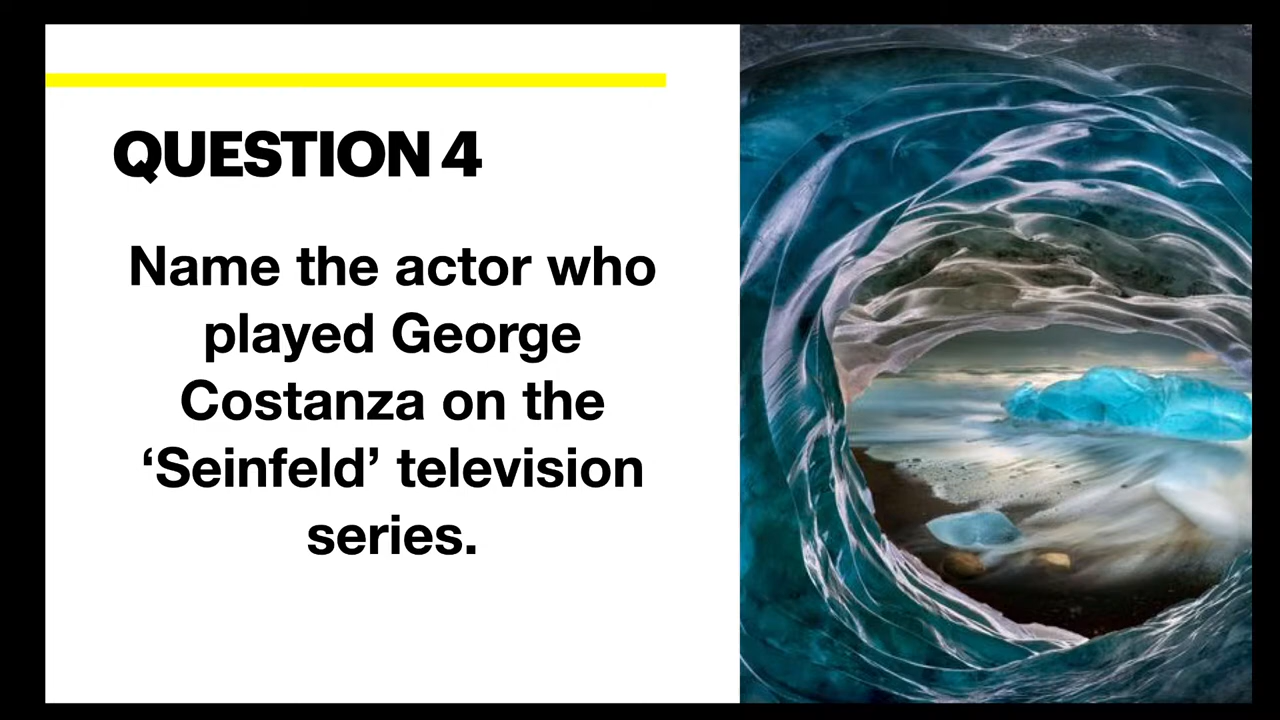 QUESTION 4
Name the actor who
played George
Costanza on the
‘Seinfeld’ television
series.